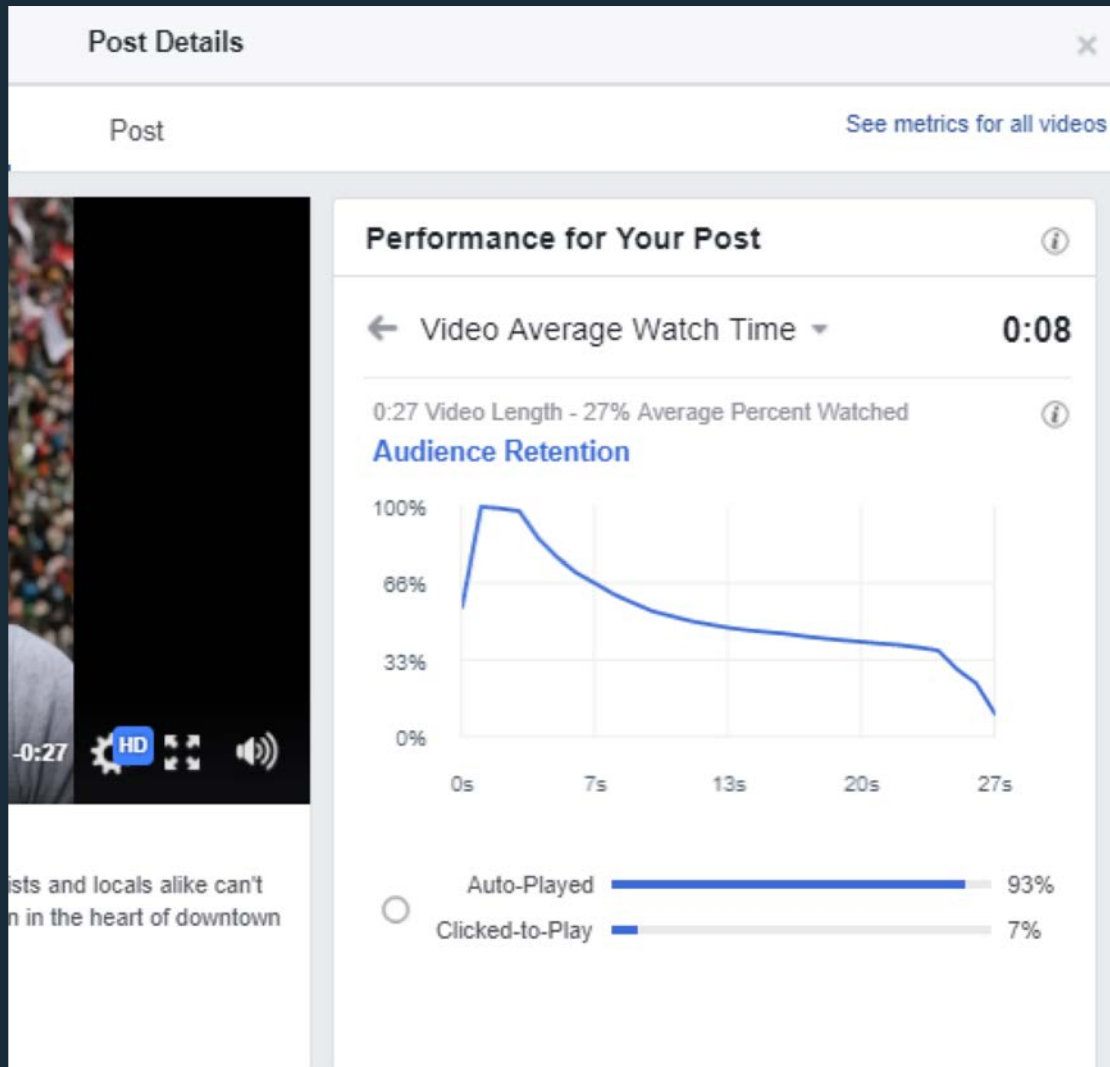 Post Details
×
Post
See metrics for all videos
-0:27
HD
ists and locals alike can't
n in the heart of downtown
Performance for Your Post
i
Video Average Watch Time
0:08
0:27 Video Length - 27% Average Percent Watched
i
Audience Retention
100%
66%
33%
0%
0s 7s 13s 20s 27s
Auto-Played 93%
Clicked-to-Play 7%